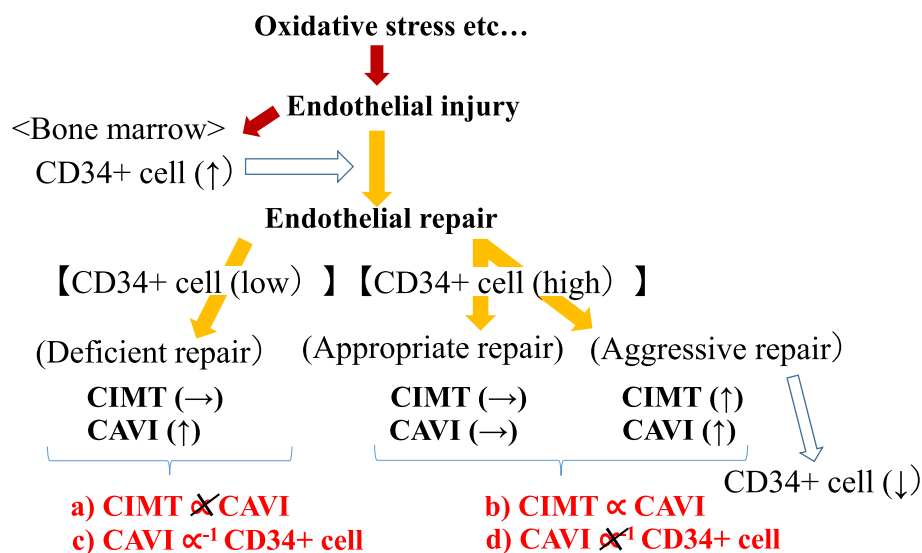 Oxidative stress etc…
Endothelial injury
<Bone marrow>
CD34+ cell (↑)
Endothelial repair
【CD34+ cell (low）】【CD34+ cell (high）】
(Deficient repair） (Appropriate repair) (Aggressive repair）
CIMT (→) CIMT (→) CIMT (↑)
CAVI (↑) CAVI (→) CAVI (↑)
CD34+ cell (↓)
a) CIMT ∝ CAVI b) CIMT ∝ CAVI
c) CAVI ∝⁻¹ CD34+ cell d) CAVI ∝⁻¹ CD34+ cell